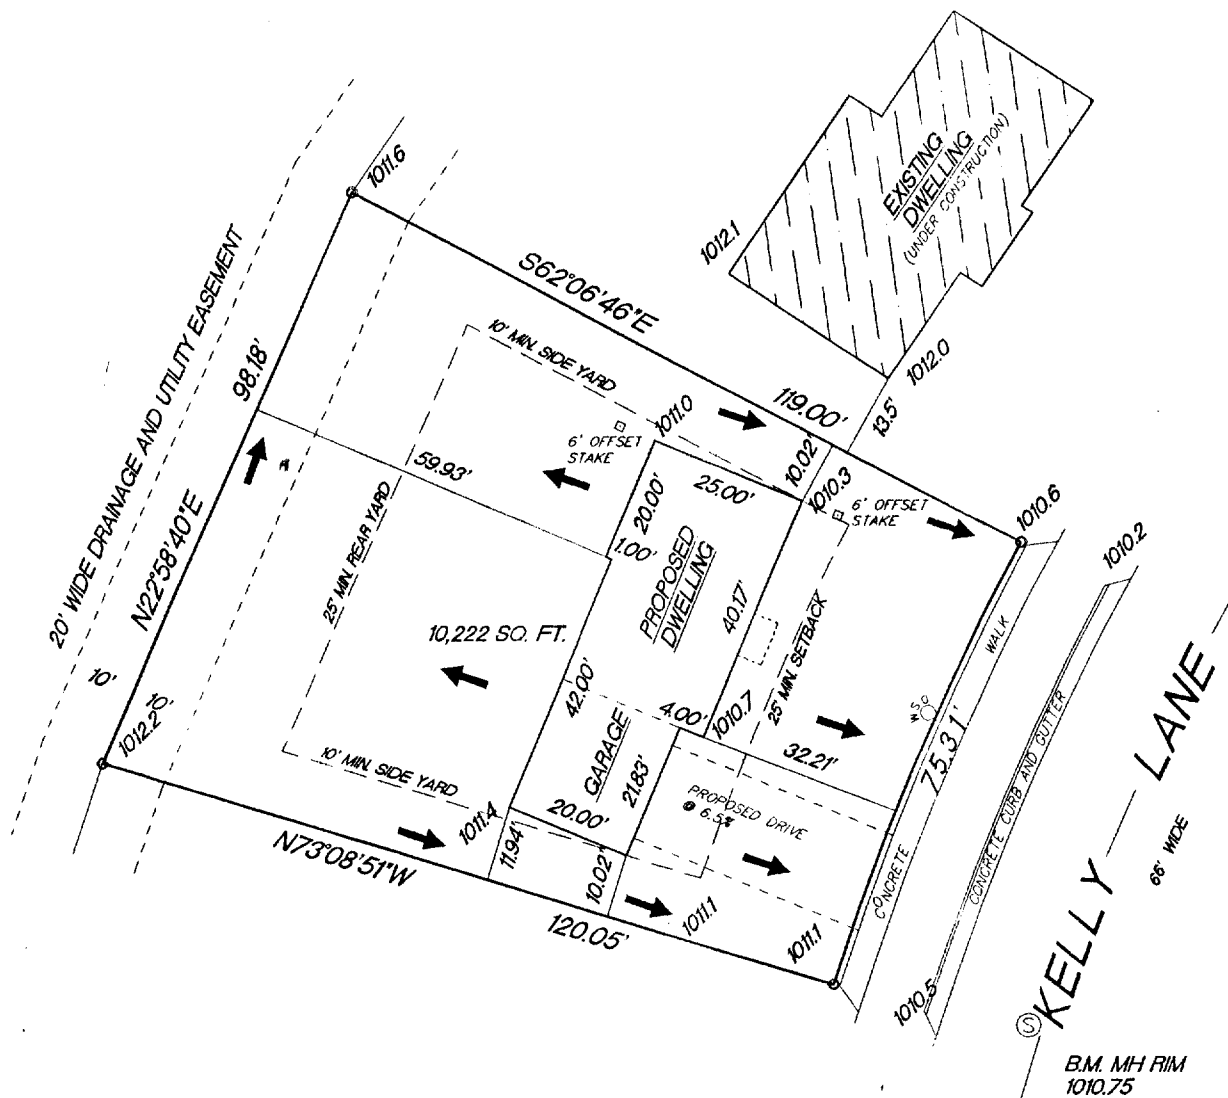 1011.6
EXISTING
DWELLING
(UNDER CONSTRUCTION)
1012.1
S62°06'46"E
20' WIDE DRAINAGE AND UTILITY EASEMENT
10' MIN. SIDE YARD
98.18'
1012.0
13.5'
119.00'
1011.0
6' OFFSET
STAKE
10.02'
59.93'
25.00'
1010.3
6' OFFSET
STAKE
20.00'
1010.6
1010.2
N22°58'40"E
25' MIN. REAR YARD
1.00'
PROPOSED
DWELLING
40.17'
10,222 SQ. FT.
25' MIN. SETBACK
WALK
10'
10'
1012.2
42.00'
4.00'
1010.7
W.S.O
75.31'
32.21'
GARAGE
21.83'
10' MIN. SIDE YARD
PROPOSED DRIVE
@ 6.5%
CONCRETE CURB AND GUTTER
KELLY LANE
66' WIDE
1011.4
20.00'
11.94'
N73°08'51"W
10.02'
CONCRETE
120.05'
1011.1
1011.1
1010.5
S
B.M. MH RIM
1010.75